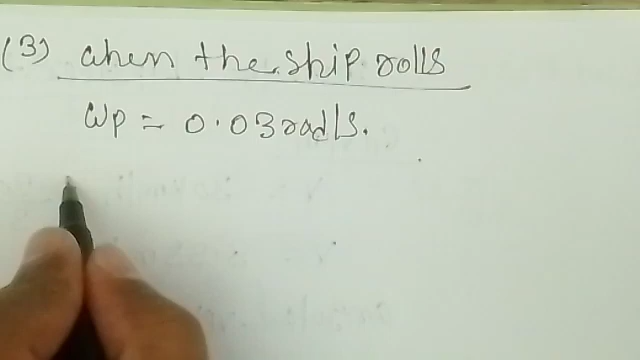 (3) when the ship rolls
ωp = 0.03 rad/s.